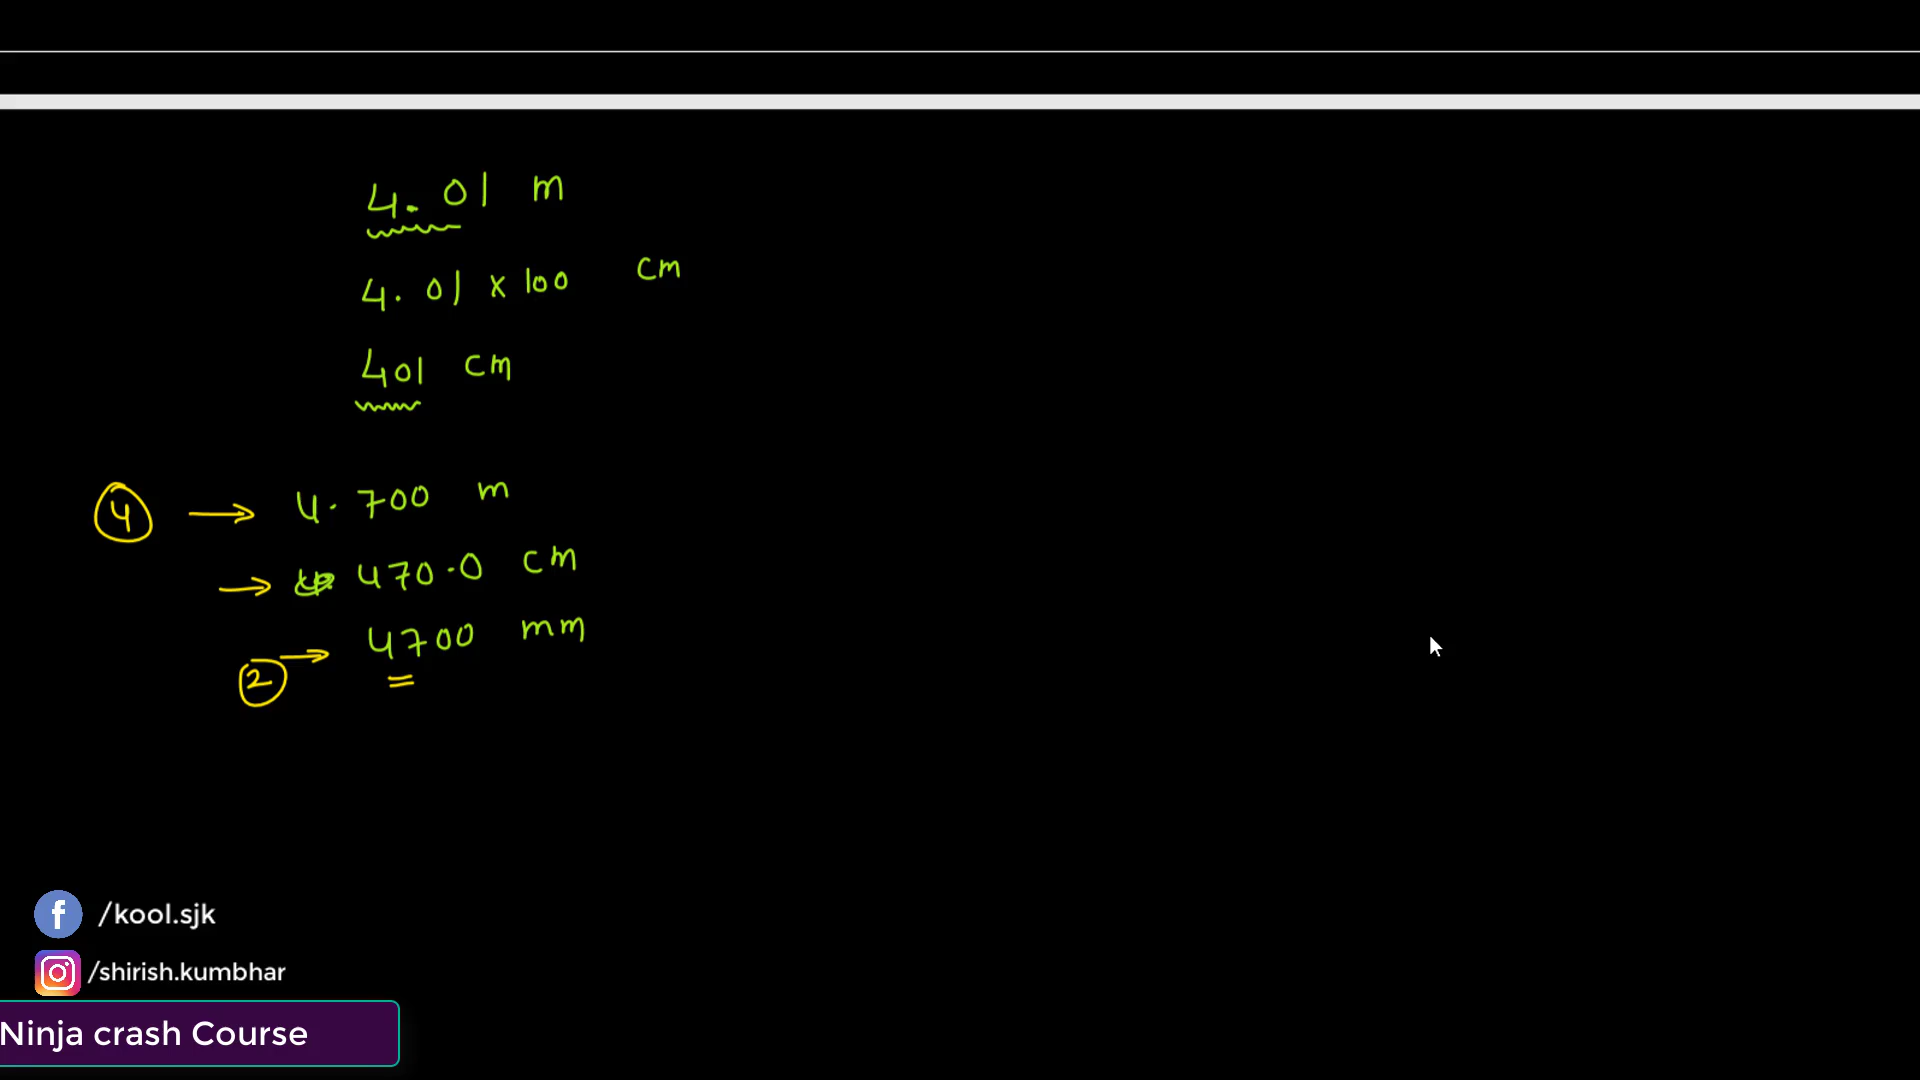 4.01 m
4.01 x 100 cm
401 cm
4 → 4.700 m
→ 470.0 cm
2 → 4700 mm
/kool.sjk
/shirish.kumbhar
Ninja crash Course